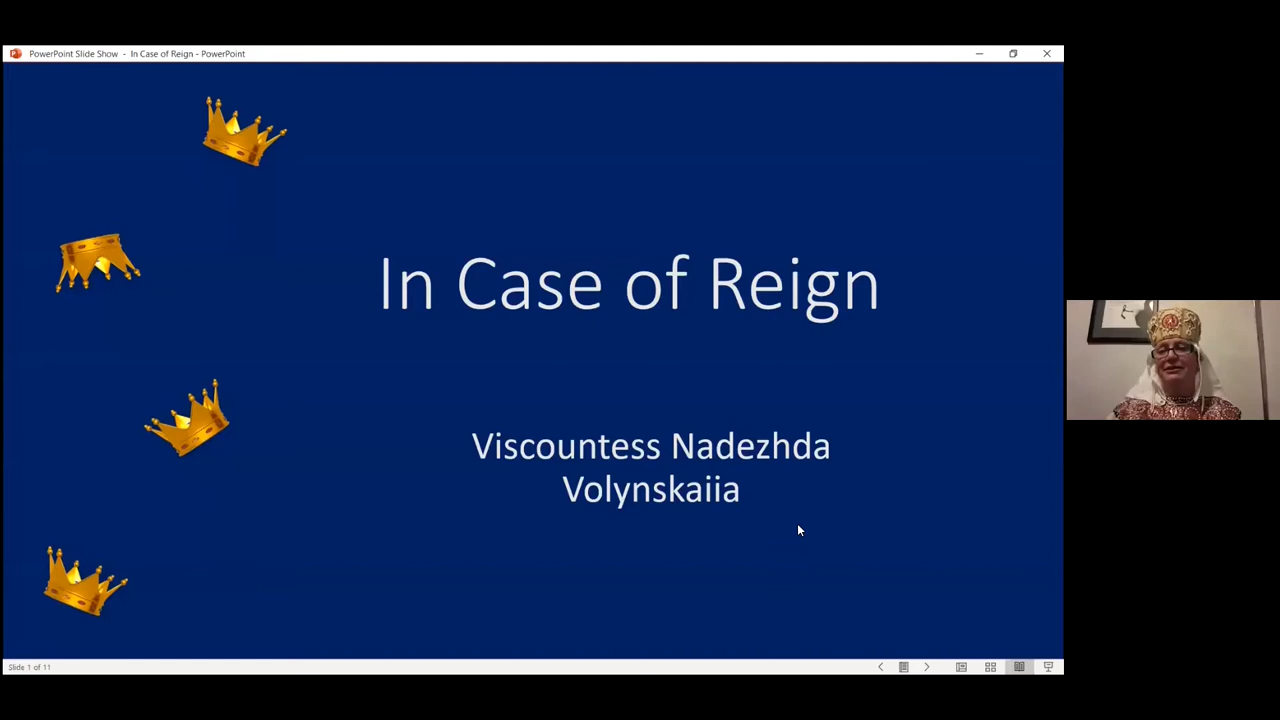 PowerPoint Slide Show - In Case of Reign - PowerPoint
In Case of Reign
Viscountess Nadezhda
Volynskaiia
Slide 1 of 11